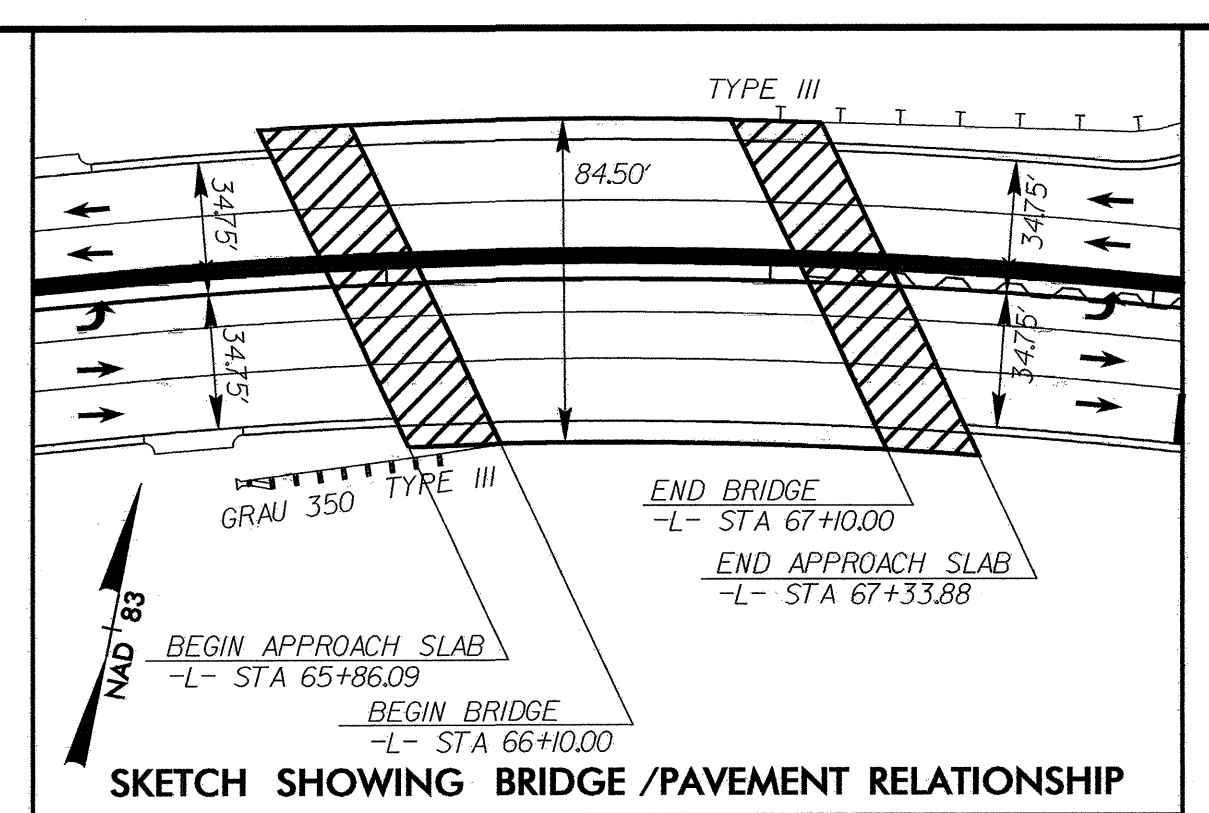 TYPE III
84.50'
34.75'
34.75'
34.75'
34.75'
GRAU 350
TYPE III
END BRIDGE
-L- STA 67+10.00
END APPROACH SLAB
-L- STA 67+33.88
NAD 83
BEGIN APPROACH SLAB
-L- STA 65+86.09
BEGIN BRIDGE
-L- STA 66+10.00
SKETCH SHOWING BRIDGE /PAVEMENT RELATIONSHIP